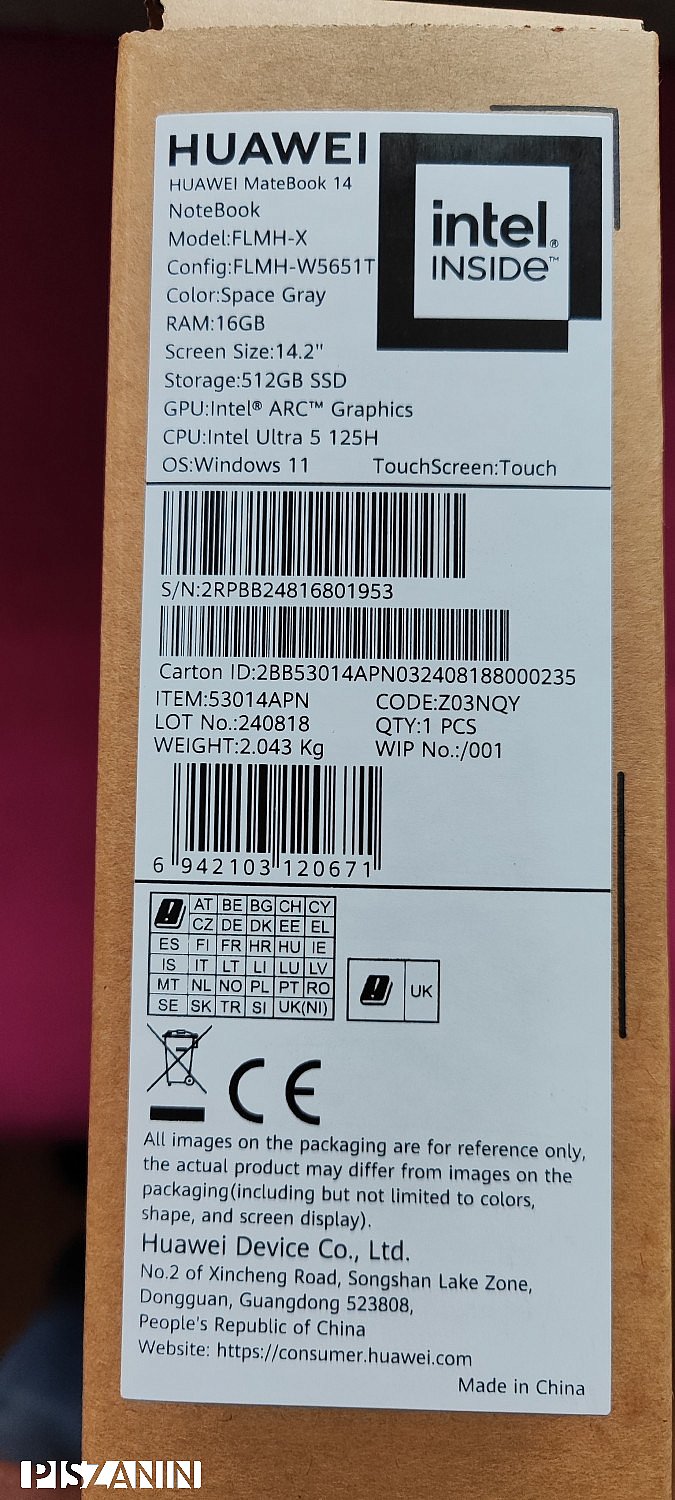 HUAWEI
HUAWEI MateBook 14
NoteBook
Model:FLMH-X
Config:FLMH-W5651T
Color:Space Gray
RAM:16GB
Screen Size:14.2"
Storage:512GB SSD
GPU:Intel® ARC™ Graphics
CPU:Intel Ultra 5 125H
OS:Windows 11 TouchScreen:Touch
intel®
INSIDE™
S/N:2RPBB24816801953
Carton ID:2BB53014APN032408188000235
ITEM:53014APN CODE:Z03NQY
LOT No.:240818 QTY:1 PCS
WEIGHT:2.043 Kg WIP No.:/001
6 942103 120671
AT BE BG CH CY
CZ DE DK EE EL
ES FI FR HR HU IE
IS IT LT LI LU LV
MT NL NO PL PT RO
SE SK TR SI UK(NI)
UK
CE
All images on the packaging are for reference only,
the actual product may differ from images on the
packaging(including but not limited to colors,
shape, and screen display).
Huawei Device Co., Ltd.
No.2 of Xincheng Road, Songshan Lake Zone,
Dongguan, Guangdong 523808,
People's Republic of China
Website: https://consumer.huawei.com
Made in China
PISZANIN